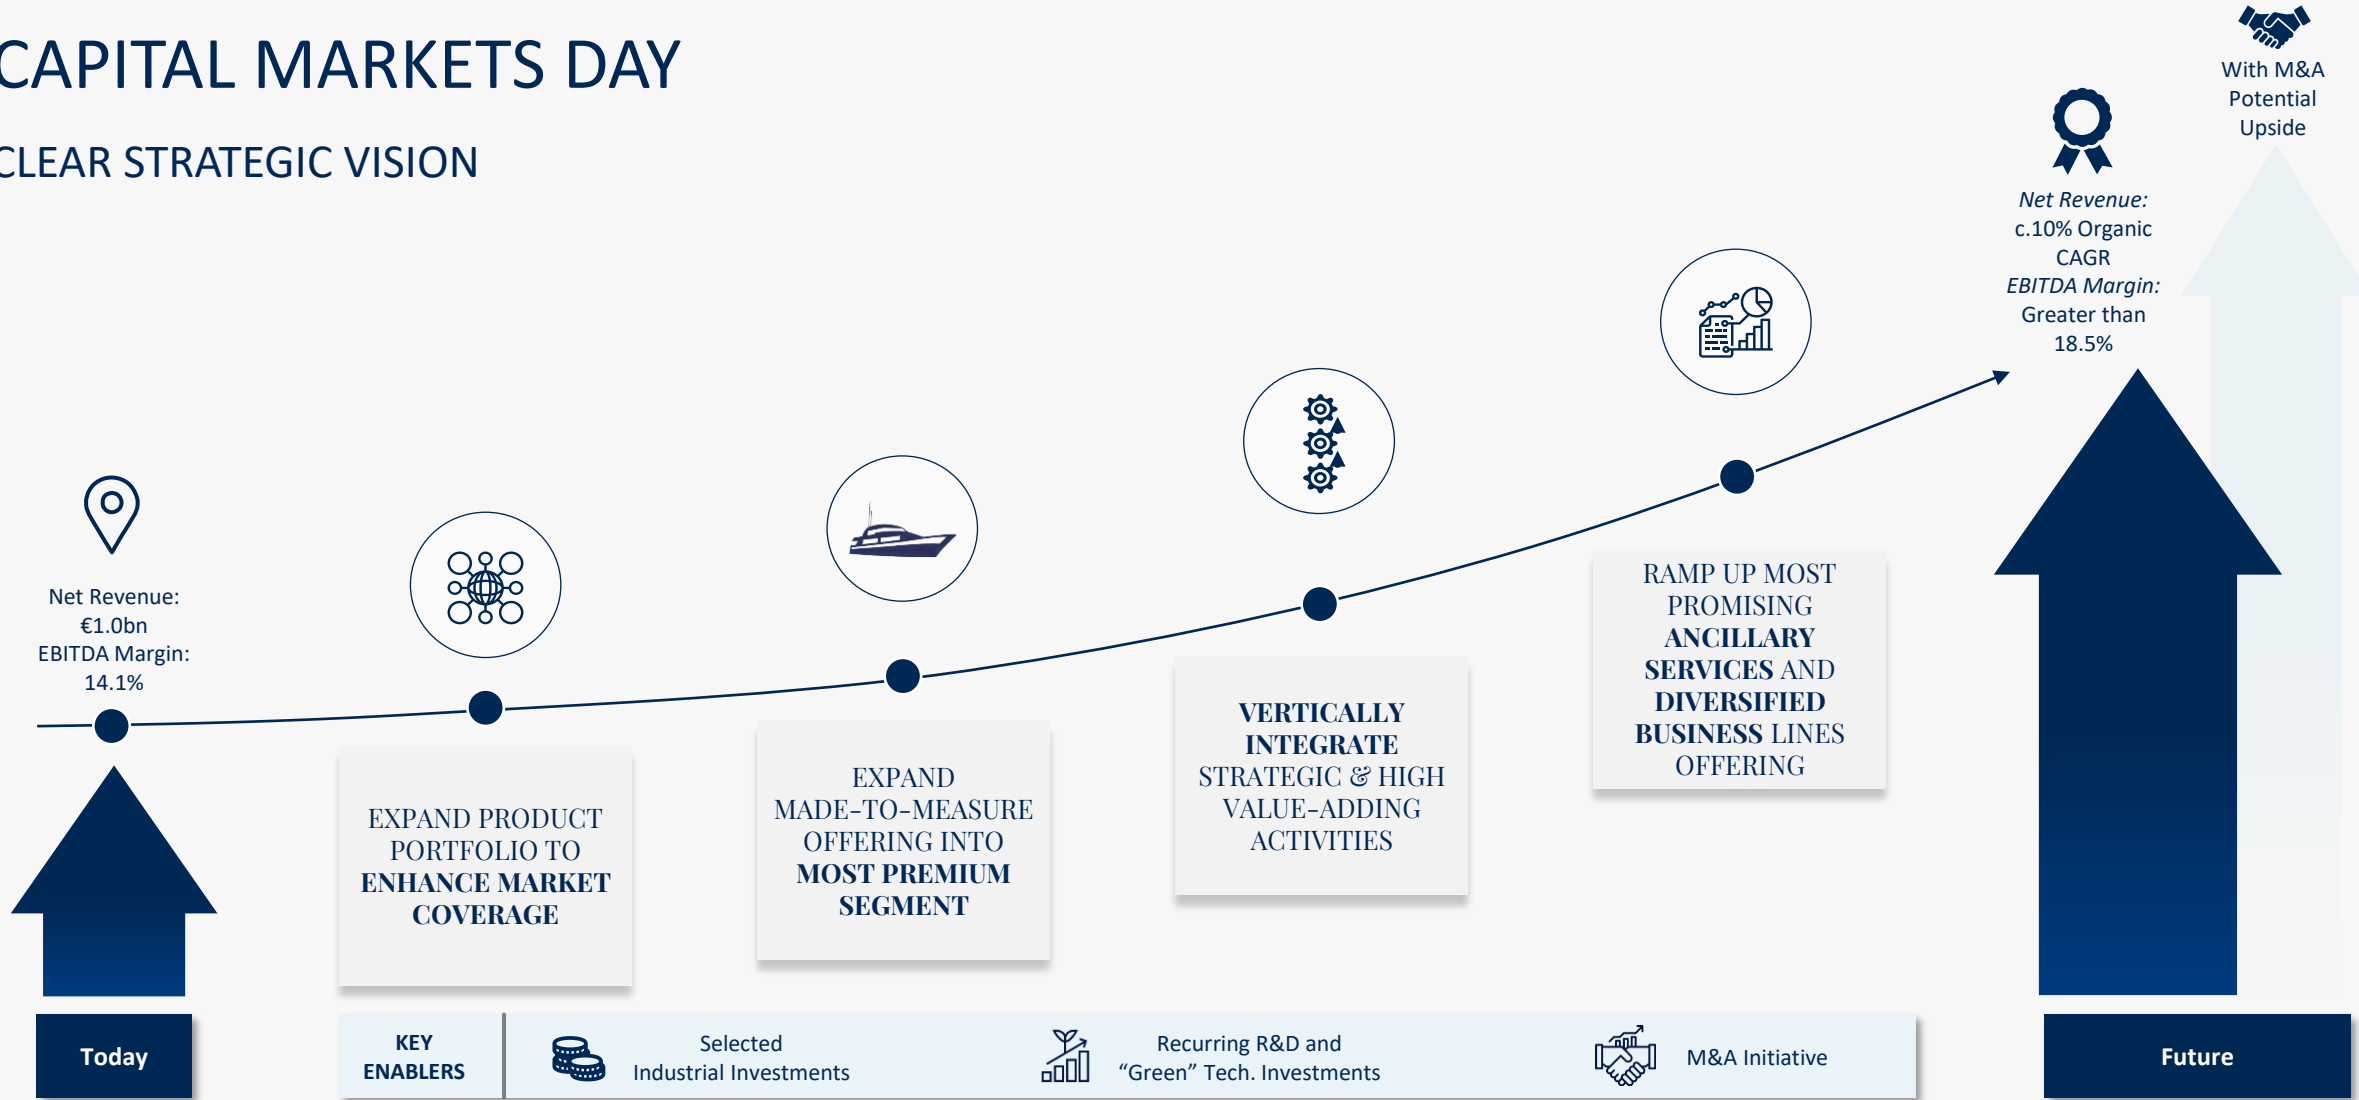 CAPITAL MARKETS DAY
CLEAR STRATEGIC VISION
Net Revenue:
€1.0bn
EBITDA Margin:
14.1%
EXPAND PRODUCT
PORTFOLIO TO
ENHANCE MARKET
COVERAGE
EXPAND
MADE-TO-MEASURE
OFFERING INTO
MOST PREMIUM
SEGMENT
VERTICALLY
INTEGRATE
STRATEGIC & HIGH
VALUE-ADDING
ACTIVITIES
RAMP UP MOST
PROMISING
ANCILLARY
SERVICES AND
DIVERSIFIED
BUSINESS LINES
OFFERING
Net Revenue:
c.10% Organic
CAGR
EBITDA Margin:
Greater than
18.5%
With M&A
Potential
Upside
Today
KEY
ENABLERS
Selected
Industrial Investments
Recurring R&D and
“Green” Tech. Investments
M&A Initiative
Future